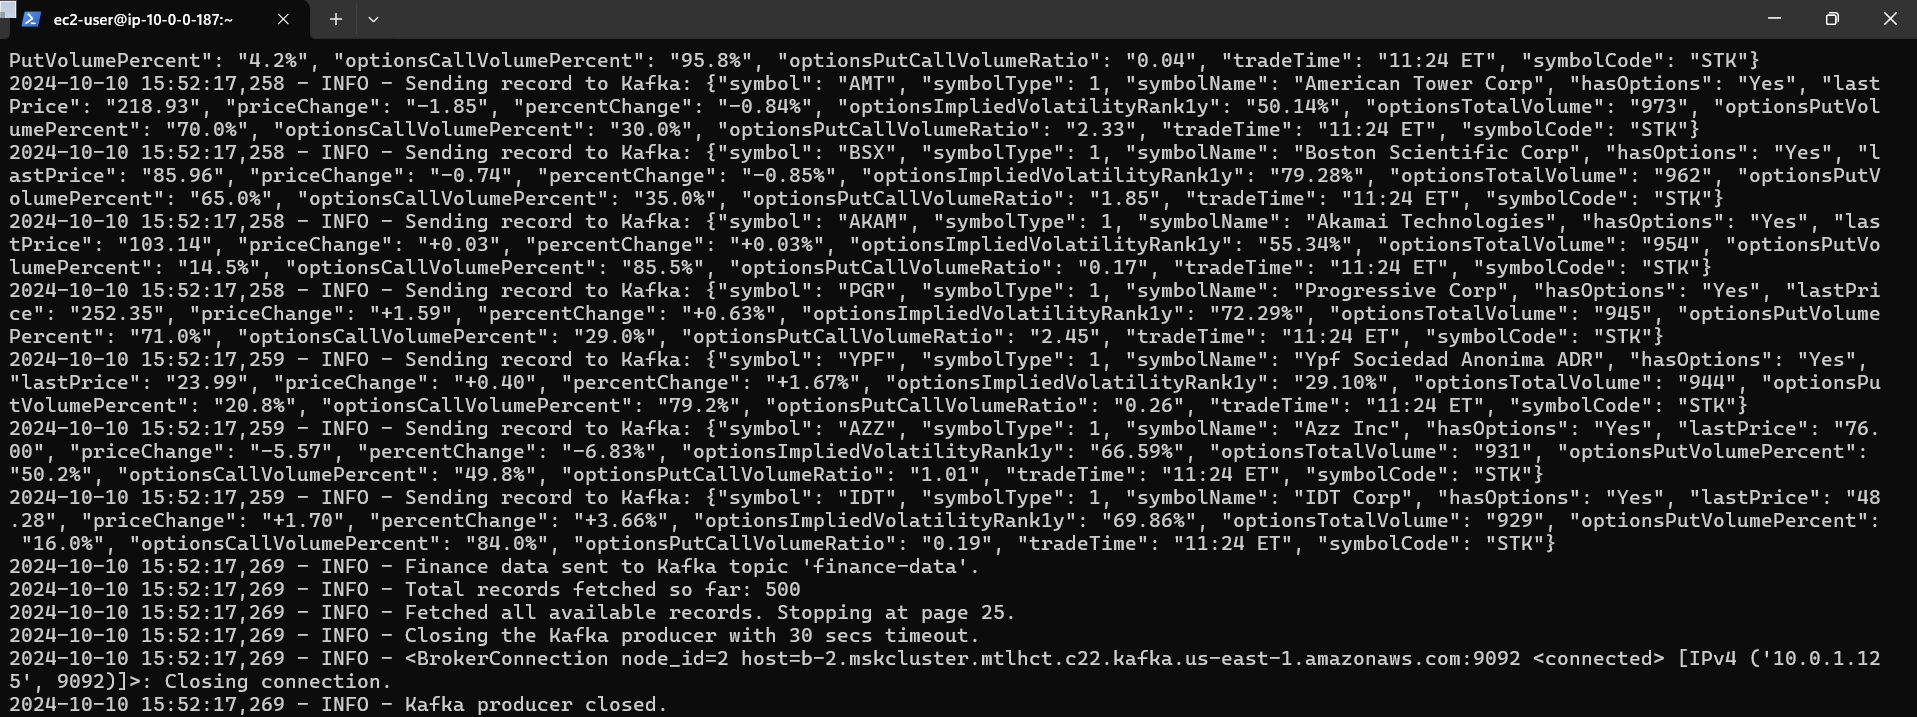 ec2-user@ip-10-0-0-187:~
PutVolumePercent": "4.2%", "optionsCallVolumePercent": "95.8%", "optionsPutCallVolumeRatio": "0.04", "tradeTime": "11:24 ET", "symbolCode": "STK"}
2024-10-10 15:52:17,258 - INFO - Sending record to Kafka: {"symbol": "AMT", "symbolType": 1, "symbolName": "American Tower Corp", "hasOptions": "Yes", "last
Price": "218.93", "priceChange": "-1.85", "percentChange": "-0.84%", "optionsImpliedVolatilityRank1y": "50.14%", "optionsTotalVolume": "973", "optionsPutVol
umePercent": "70.0%", "optionsCallVolumePercent": "30.0%", "optionsPutCallVolumeRatio": "2.33", "tradeTime": "11:24 ET", "symbolCode": "STK"}
2024-10-10 15:52:17,258 - INFO - Sending record to Kafka: {"symbol": "BSX", "symbolType": 1, "symbolName": "Boston Scientific Corp", "hasOptions": "Yes", "l
astPrice": "85.96", "priceChange": "-0.74", "percentChange": "-0.85%", "optionsImpliedVolatilityRank1y": "79.28%", "optionsTotalVolume": "962", "optionsPutV
olumePercent": "65.0%", "optionsCallVolumePercent": "35.0%", "optionsPutCallVolumeRatio": "1.85", "tradeTime": "11:24 ET", "symbolCode": "STK"}
2024-10-10 15:52:17,258 - INFO - Sending record to Kafka: {"symbol": "AKAM", "symbolType": 1, "symbolName": "Akamai Technologies", "hasOptions": "Yes", "las
tPrice": "103.14", "priceChange": "+0.03", "percentChange": "+0.03%", "optionsImpliedVolatilityRank1y": "55.34%", "optionsTotalVolume": "954", "optionsPutVo
lumePercent": "14.5%", "optionsCallVolumePercent": "85.5%", "optionsPutCallVolumeRatio": "0.17", "tradeTime": "11:24 ET", "symbolCode": "STK"}
2024-10-10 15:52:17,258 - INFO - Sending record to Kafka: {"symbol": "PGR", "symbolType": 1, "symbolName": "Progressive Corp", "hasOptions": "Yes", "lastPri
ce": "252.35", "priceChange": "+1.59", "percentChange": "+0.63%", "optionsImpliedVolatilityRank1y": "72.29%", "optionsTotalVolume": "945", "optionsPutVolume
Percent": "71.0%", "optionsCallVolumePercent": "29.0%", "optionsPutCallVolumeRatio": "2.45", "tradeTime": "11:24 ET", "symbolCode": "STK"}
2024-10-10 15:52:17,259 - INFO - Sending record to Kafka: {"symbol": "YPF", "symbolType": 1, "symbolName": "Ypf Sociedad Anonima ADR", "hasOptions": "Yes",
"lastPrice": "23.99", "priceChange": "+0.40", "percentChange": "+1.67%", "optionsImpliedVolatilityRank1y": "29.10%", "optionsTotalVolume": "944", "optionsPu
tVolumePercent": "20.8%", "optionsCallVolumePercent": "79.2%", "optionsPutCallVolumeRatio": "0.26", "tradeTime": "11:24 ET", "symbolCode": "STK"}
2024-10-10 15:52:17,259 - INFO - Sending record to Kafka: {"symbol": "AZZ", "symbolType": 1, "symbolName": "Azz Inc", "hasOptions": "Yes", "lastPrice": "76.
00", "priceChange": "-5.57", "percentChange": "-6.83%", "optionsImpliedVolatilityRank1y": "66.59%", "optionsTotalVolume": "931", "optionsPutVolumePercent":
"50.2%", "optionsCallVolumePercent": "49.8%", "optionsPutCallVolumeRatio": "1.01", "tradeTime": "11:24 ET", "symbolCode": "STK"}
2024-10-10 15:52:17,259 - INFO - Sending record to Kafka: {"symbol": "IDT", "symbolType": 1, "symbolName": "IDT Corp", "hasOptions": "Yes", "lastPrice": "48
.28", "priceChange": "+1.70", "percentChange": "+3.66%", "optionsImpliedVolatilityRank1y": "69.86%", "optionsTotalVolume": "929", "optionsPutVolumePercent":
"16.0%", "optionsCallVolumePercent": "84.0%", "optionsPutCallVolumeRatio": "0.19", "tradeTime": "11:24 ET", "symbolCode": "STK"}
2024-10-10 15:52:17,269 - INFO - Finance data sent to Kafka topic 'finance-data'.
2024-10-10 15:52:17,269 - INFO - Total records fetched so far: 500
2024-10-10 15:52:17,269 - INFO - Fetched all available records. Stopping at page 25.
2024-10-10 15:52:17,269 - INFO - Closing the Kafka producer with 30 secs timeout.
2024-10-10 15:52:17,269 - INFO - <BrokerConnection node_id=2 host=b-2.mskcluster.mtlhct.c22.kafka.us-east-1.amazonaws.com:9092 <connected> [IPv4 ('10.0.1.12
5', 9092)]>: Closing connection.
2024-10-10 15:52:17,269 - INFO - Kafka producer closed.